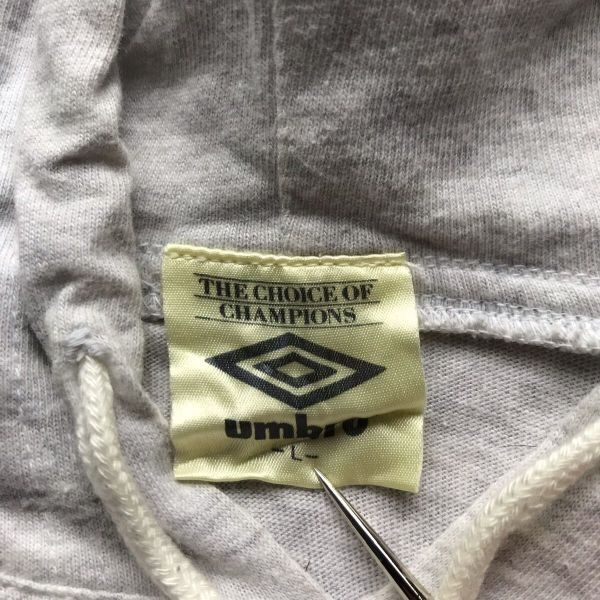 THE CHOICE OF
CHAMPIONS
umbro
-L-